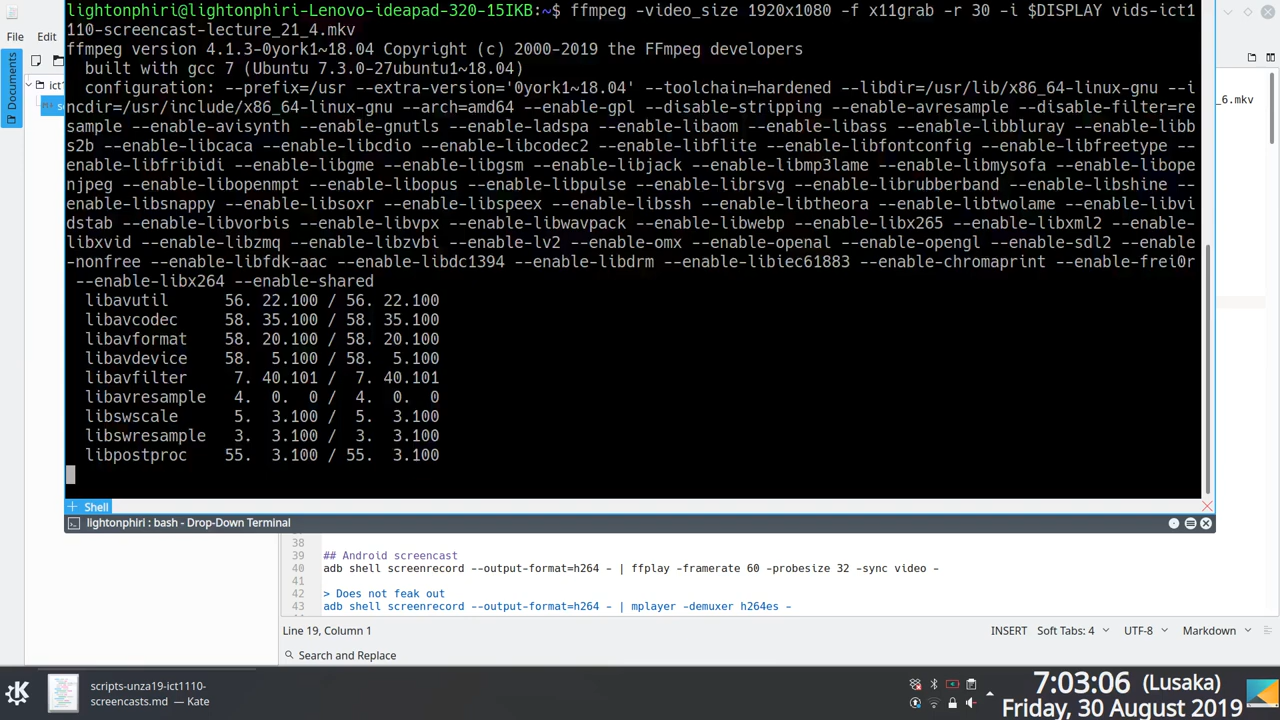 lightonphiri@lightonphiri-Lenovo-ideapad-320-15IKB:~$ ffmpeg -video_size 1920x1080 -f x11grab -r 30 -i $DISPLAY vids-ict1
110-screencast-lecture_21_4.mkv
ffmpeg version 4.1.3-0york1~18.04 Copyright (c) 2000-2019 the FFmpeg developers
  built with gcc 7 (Ubuntu 7.3.0-27ubuntu1~18.04)
  configuration: --prefix=/usr --extra-version='0york1~18.04' --toolchain=hardened --libdir=/usr/lib/x86_64-linux-gnu --i
ncdir=/usr/include/x86_64-linux-gnu --arch=amd64 --enable-gpl --disable-stripping --enable-avresample --disable-filter=re
sample --enable-avisynth --enable-gnutls --enable-ladspa --enable-libaom --enable-libass --enable-libbluray --enable-libb
s2b --enable-libcaca --enable-libcdio --enable-libcodec2 --enable-libflite --enable-libfontconfig --enable-libfreetype --
enable-libfribidi --enable-libgme --enable-libgsm --enable-libjack --enable-libmp3lame --enable-libmysofa --enable-libope
njpeg --enable-libopenmpt --enable-libopus --enable-libpulse --enable-librsvg --enable-librubberband --enable-libshine --
enable-libsnappy --enable-libsoxr --enable-libspeex --enable-libssh --enable-libtheora --enable-libtwolame --enable-libvi
dstab --enable-libvorbis --enable-libvpx --enable-libwavpack --enable-libwebp --enable-libx265 --enable-libxml2 --enable-
libxvid --enable-libzmq --enable-libzvbi --enable-lv2 --enable-omx --enable-openal --enable-opengl --enable-sdl2 --enable
-nonfree --enable-libfdk-aac --enable-libdc1394 --enable-libdrm --enable-libiec61883 --enable-chromaprint --enable-frei0r
 --enable-libx264 --enable-shared
  libavutil      56. 22.100 / 56. 22.100
  libavcodec     58. 35.100 / 58. 35.100
  libavformat    58. 20.100 / 58. 20.100
  libavdevice    58.  5.100 / 58.  5.100
  libavfilter     7. 40.101 /  7. 40.101
  libavresample   4.  0.  0 /  4.  0.  0
  libswscale      5.  3.100 /  5.  3.100
  libswresample   3.  3.100 /  3.  3.100
  libpostproc    55.  3.100 / 55.  3.100
Shell
lightonphiri : bash - Drop-Down Terminal
File Edit
Documents
ict1
_6.mkv
38
39 ## Android screencast
40 adb shell screenrecord --output-format=h264 - | ffplay -framerate 60 -probesize 32 -sync video -
41
42 > Does not feak out
43 adb shell screenrecord --output-format=h264 - | mplayer -demuxer h264es -
Line 19, Column 1 INSERT Soft Tabs: 4 UTF-8 Markdown
Search and Replace
scripts-unza19-ict1110-
screencasts.md — Kate
7:03:06 (Lusaka)
Friday, 30 August 2019